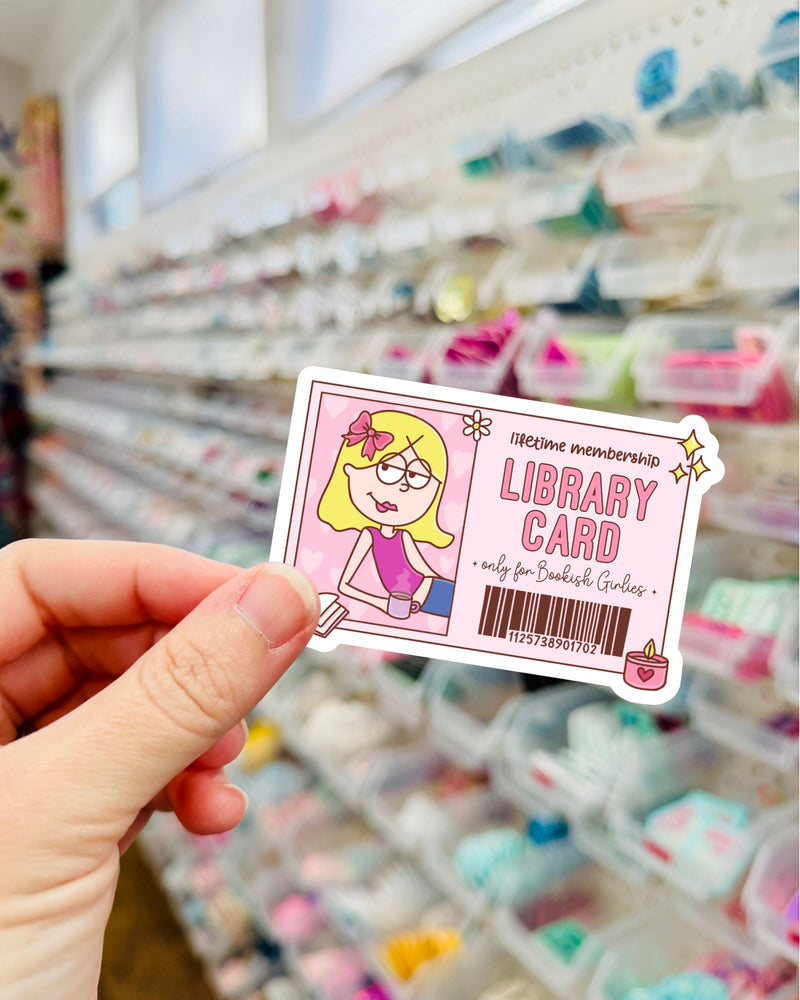 lifetime membership
LIBRARY
CARD
only for Bookish Girlies
1125738901702